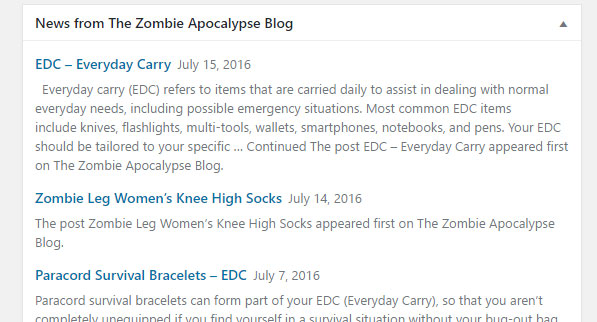 News from The Zombie Apocalypse Blog
EDC – Everyday Carry July 15, 2016
Everyday carry (EDC) refers to items that are carried daily to assist in dealing with normal
everyday needs, including possible emergency situations. Most common EDC items
include knives, flashlights, multi-tools, wallets, smartphones, notebooks, and pens. Your EDC
should be tailored to your specific ... Continued The post EDC – Everyday Carry appeared first
on The Zombie Apocalypse Blog.
Zombie Leg Women’s Knee High Socks July 14, 2016
The post Zombie Leg Women’s Knee High Socks appeared first on The Zombie Apocalypse
Blog.
Paracord Survival Bracelets – EDC July 7, 2016
Paracord survival bracelets can form part of your EDC (Everyday Carry), so that you aren’t
completely unequipped if you find yourself in a survival situation without your bug-out bag